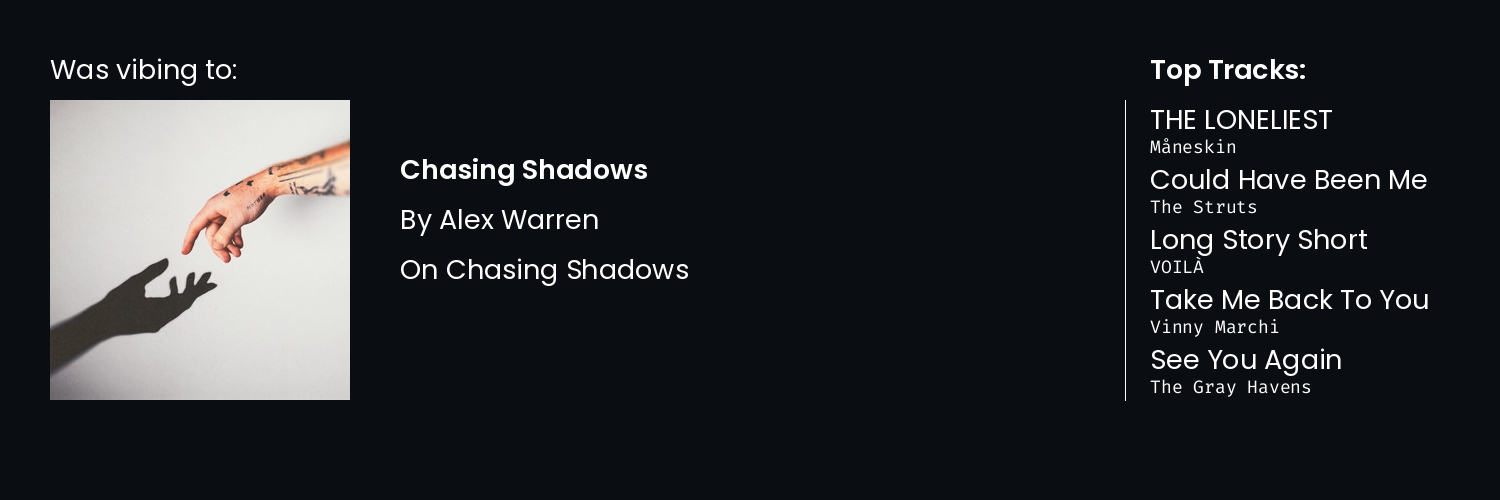 Was vibing to:
Chasing Shadows
By Alex Warren
On Chasing Shadows
Top Tracks:
THE LONELIEST
Måneskin
Could Have Been Me
The Struts
Long Story Short
VOILÀ
Take Me Back To You
Vinny Marchi
See You Again
The Gray Havens